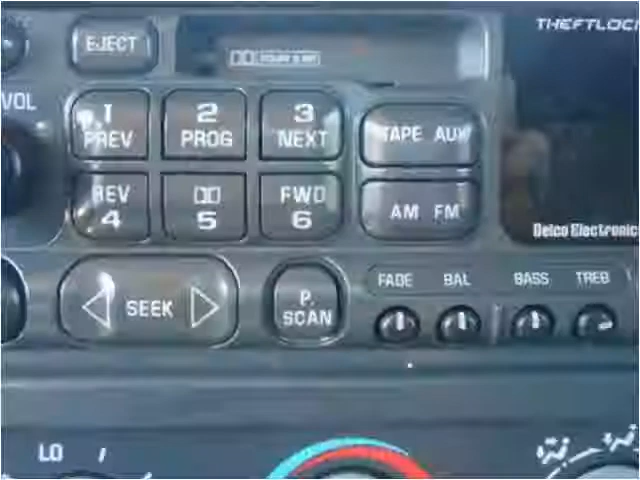 THEFTLOCK
EJECT
VOL
1 PREV
2 PROG
3 NEXT
TAPE AUX
REV 4
5
FWD 6
AM FM
Delco Electronics
SEEK
P. SCAN
FADE BAL BASS TREB
LO